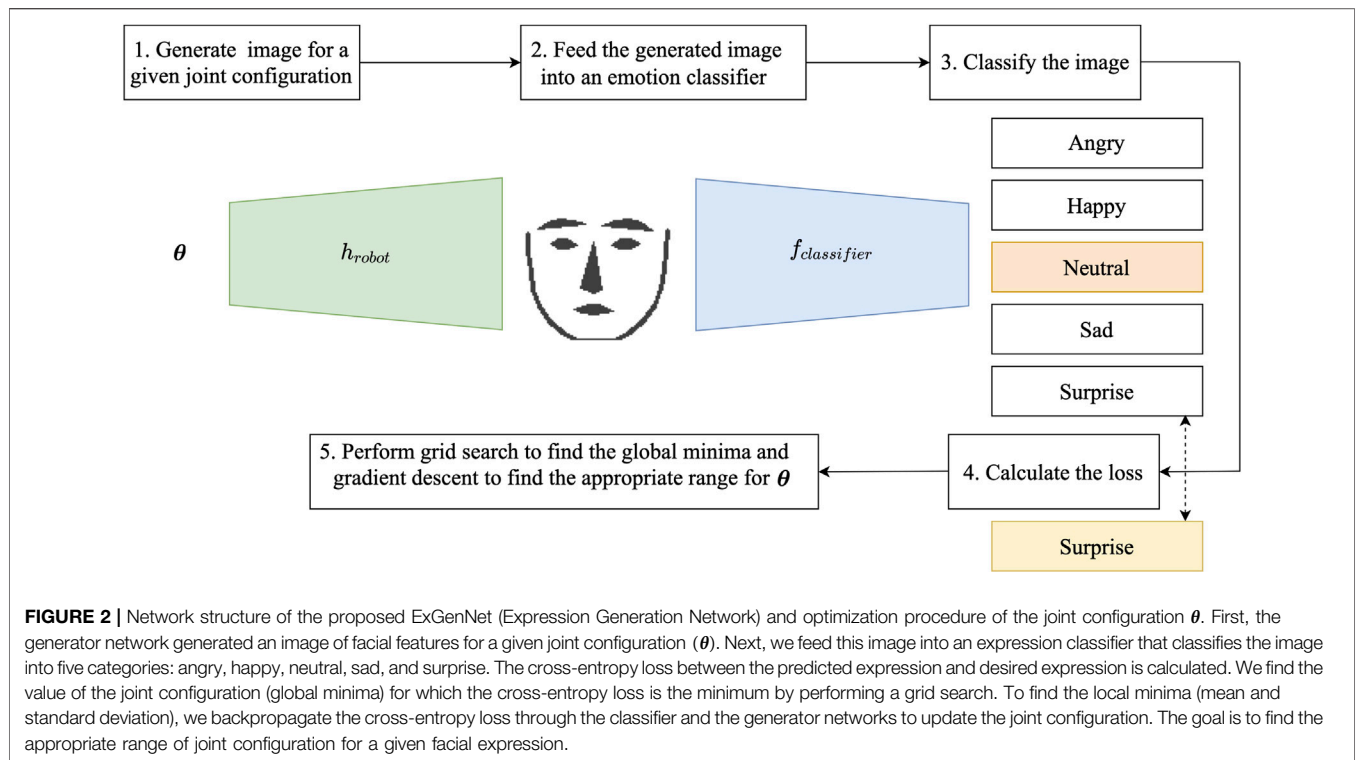 1. Generate image for a
given joint configuration
2. Feed the generated image
into an emotion classifier
3. Classify the image
Angry
Happy
θ
h_robot
f_classifier
Neutral
Sad
Surprise
5. Perform grid search to find the global minima and
gradient descent to find the appropriate range for θ
4. Calculate the loss
Surprise
FIGURE 2 | Network structure of the proposed ExGenNet (Expression Generation Network) and optimization procedure of the joint configuration θ. First, the
generator network generated an image of facial features for a given joint configuration (θ). Next, we feed this image into an expression classifier that classifies the image
into five categories: angry, happy, neutral, sad, and surprise. The cross-entropy loss between the predicted expression and desired expression is calculated. We find the
value of the joint configuration (global minima) for which the cross-entropy loss is the minimum by performing a grid search. To find the local minima (mean and
standard deviation), we backpropagate the cross-entropy loss through the classifier and the generator networks to update the joint configuration. The goal is to find the
appropriate range of joint configuration for a given facial expression.